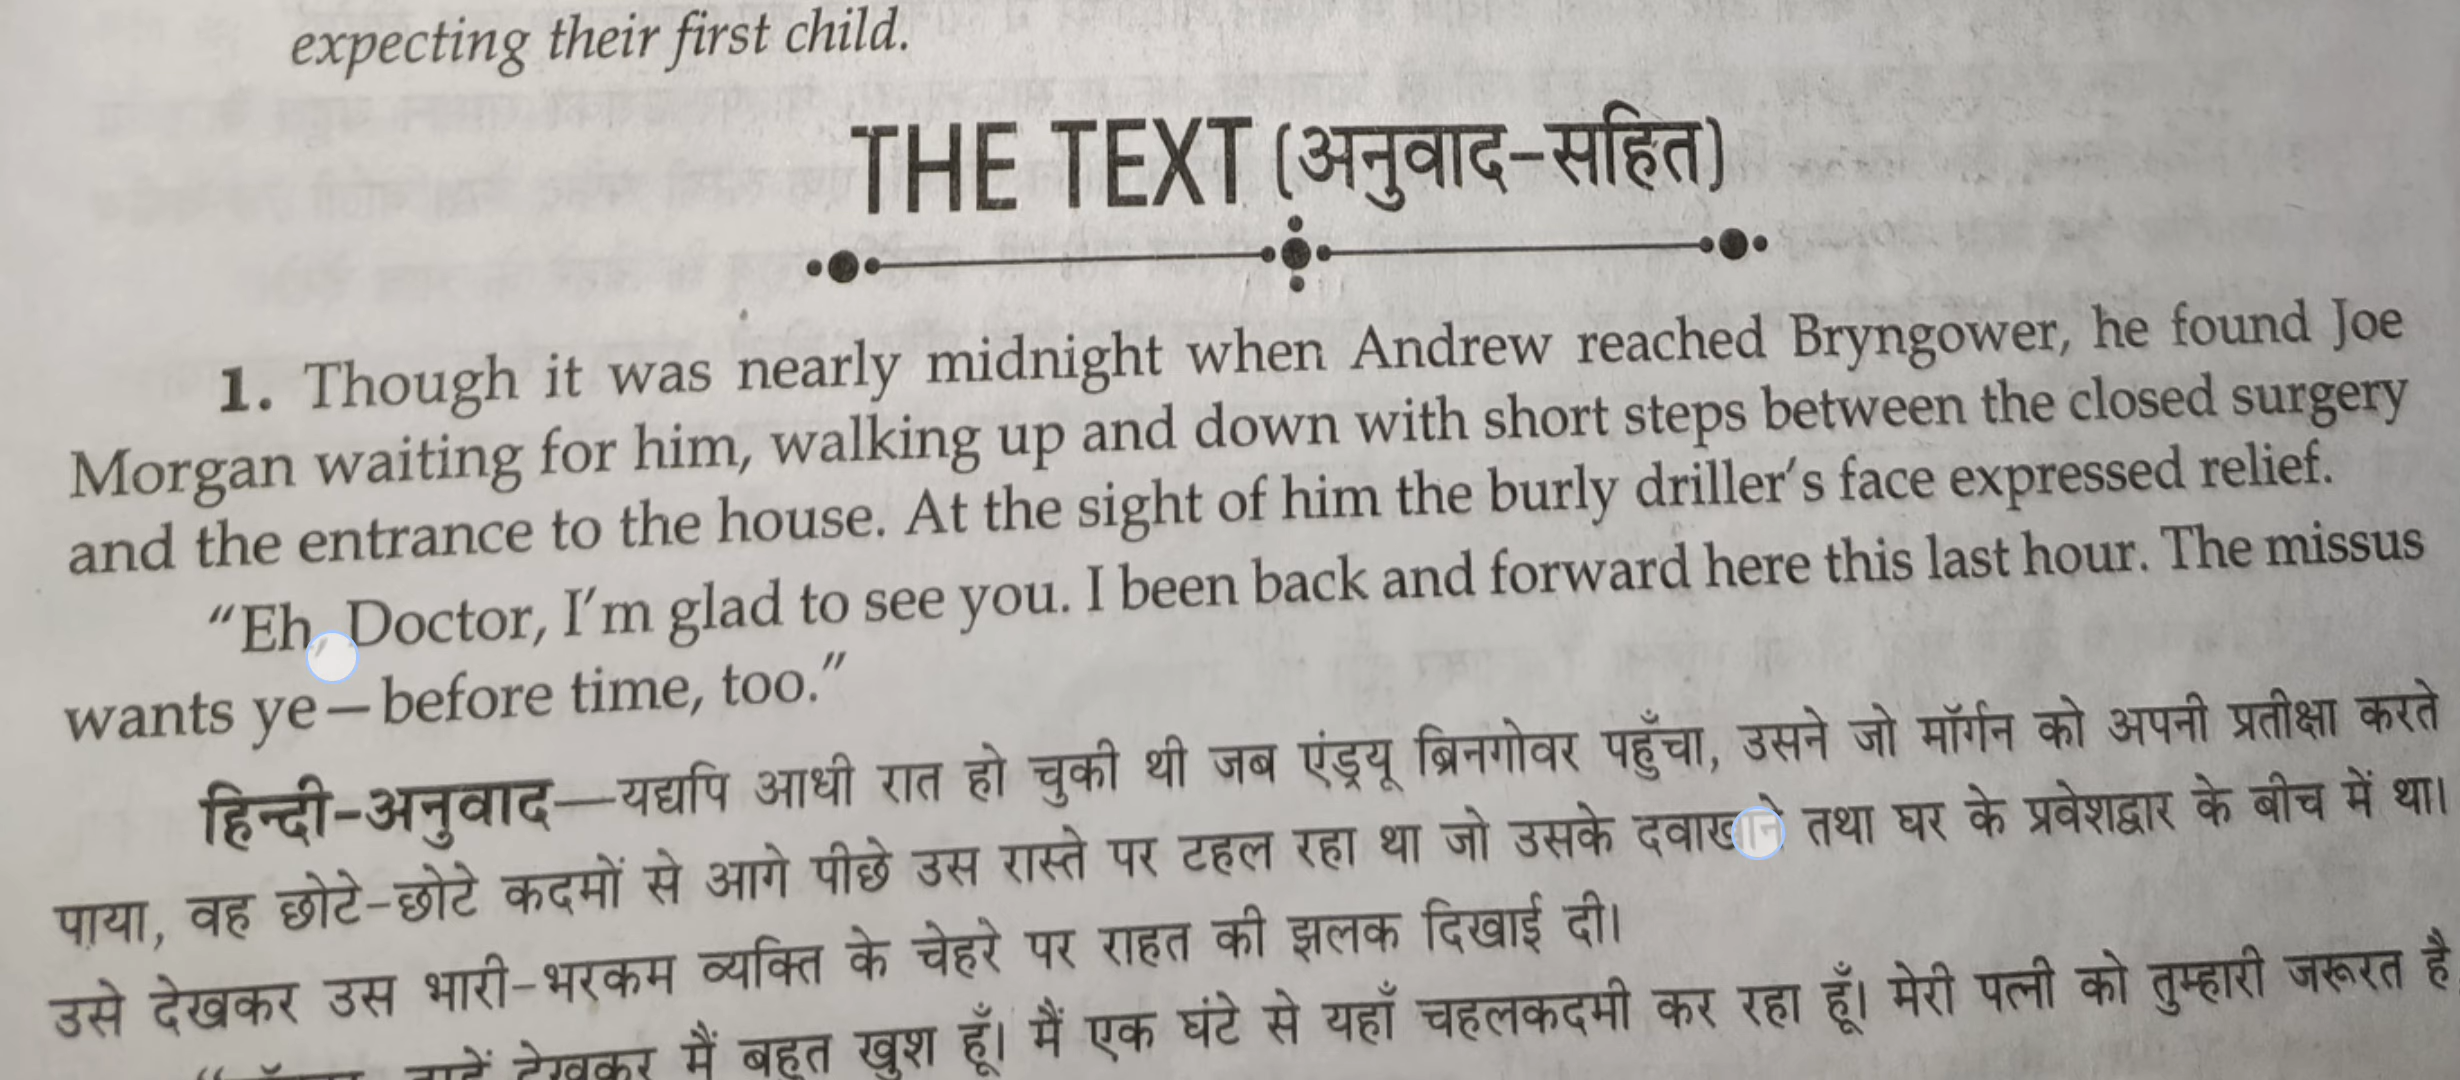 expecting their first child.
THE TEXT (अनुवाद-सहित)
1. Though it was nearly midnight when Andrew reached Bryngower, he found Joe
Morgan waiting for him, walking up and down with short steps between the closed surgery
and the entrance to the house. At the sight of him the burly driller's face expressed relief.
"Eh, Doctor, I'm glad to see you. I been back and forward here this last hour. The missus
wants ye—before time, too."
हिन्दी-अनुवाद—यद्यपि आधी रात हो चुकी थी जब एंड्रयू ब्रिनगोवर पहुँचा, उसने जो मॉर्गन को अपनी प्रतीक्षा करते
पाया, वह छोटे-छोटे कदमों से आगे पीछे उस रास्ते पर टहल रहा था जो उसके दवाखाने तथा घर के प्रवेशद्वार के बीच में था।
उसे देखकर उस भारी-भरकम व्यक्ति के चेहरे पर राहत की झलक दिखाई दी।
देखकर मैं बहुत खुश हूँ। मैं एक घंटे से यहाँ चहलकदमी कर रहा हूँ। मेरी पत्नी को तुम्हारी जरूरत है